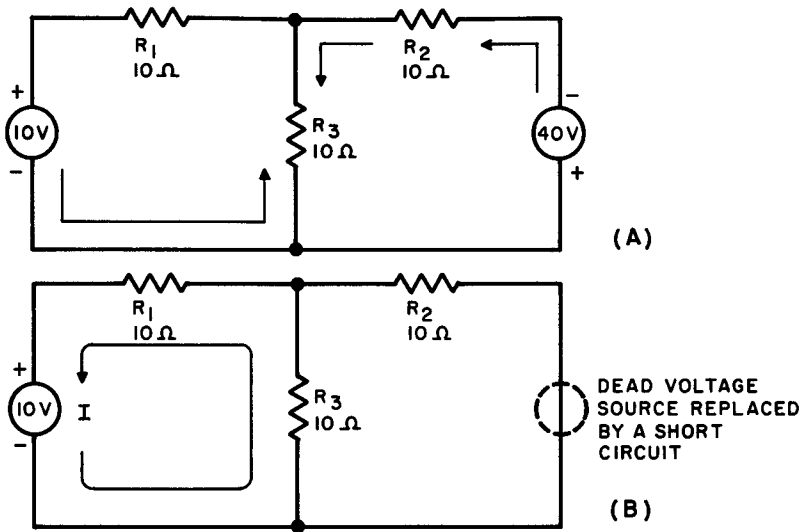 R1
10Ω
R2
10Ω
+
10V
-
R3
10Ω
-
40V
+
(A)
R1
10Ω
R2
10Ω
+
10V
-
I
R3
10Ω
DEAD VOLTAGE
SOURCE REPLACED
BY A SHORT
CIRCUIT
(B)